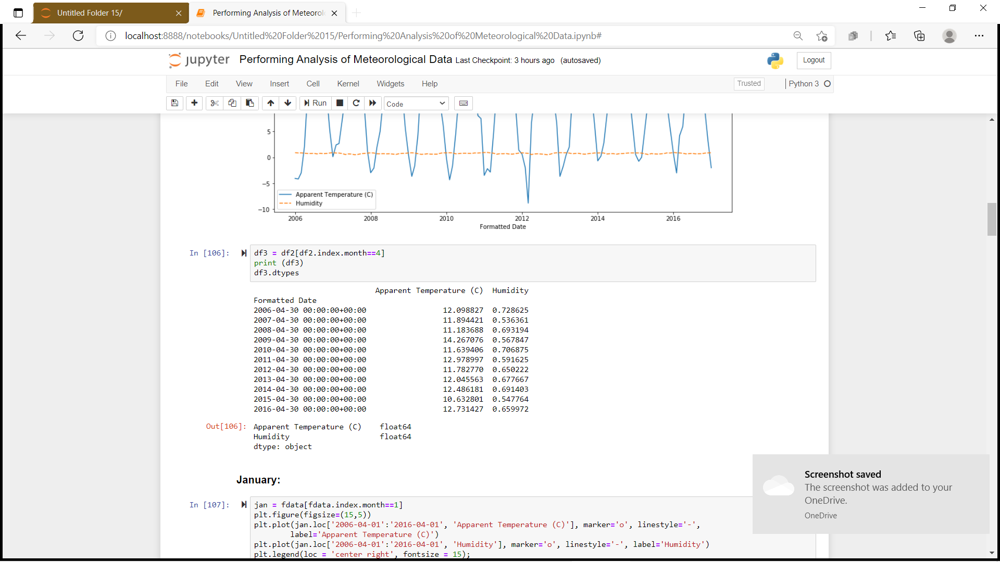 Untitled Folder 15/
Performing Analysis of Meteorol
localhost:8888/notebooks/Untitled%20Folder%2015/Performing%20Analysis%20of%20Meteorological%20Data.ipynb#
jupyter Performing Analysis of Meteorological Data Last Checkpoint: 3 hours ago (autosaved)
Logout
File Edit View Insert Cell Kernel Widgets Help
Trusted
Python 3
Run
Code
5
0
−5
−10
Apparent Temperature (C)
Humidity
2006 2008 2010 2012 2014 2016
Formatted Date
In [106]:
df3 = df2[df2.index.month==4]
print (df3)
df3.dtypes
Apparent Temperature (C) Humidity
Formatted Date
2006-04-30 00:00:00+00:00 12.098827 0.728625
2007-04-30 00:00:00+00:00 11.894421 0.536361
2008-04-30 00:00:00+00:00 11.183688 0.693194
2009-04-30 00:00:00+00:00 14.267076 0.567847
2010-04-30 00:00:00+00:00 11.639406 0.706875
2011-04-30 00:00:00+00:00 12.978997 0.591625
2012-04-30 00:00:00+00:00 11.782770 0.650222
2013-04-30 00:00:00+00:00 12.045563 0.677667
2014-04-30 00:00:00+00:00 12.486181 0.691403
2015-04-30 00:00:00+00:00 10.632801 0.547764
2016-04-30 00:00:00+00:00 12.731427 0.659972
Out[106]:
Apparent Temperature (C) float64
Humidity float64
dtype: object
January:
In [107]:
jan = fdata[fdata.index.month==1]
plt.figure(figsize=(15,5))
plt.plot(jan.loc['2006-04-01':'2016-04-01', 'Apparent Temperature (C)'], marker='o', linestyle='-',
label='Apparent Temperature (C)')
plt.plot(jan.loc['2006-04-01':'2016-04-01', 'Humidity'], marker='o', linestyle='-', label='Humidity')
plt.legend(loc = 'center right', fontsize = 15);
Screenshot saved
The screenshot was added to your
OneDrive.
OneDrive